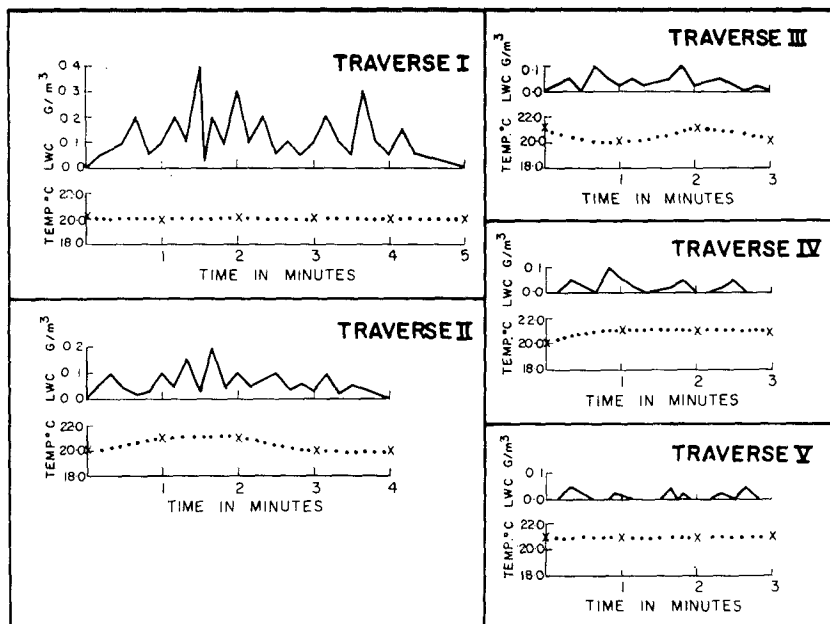 TRAVERSE I
LWC G/m³
0.4
0.3
0.2
0.1
0.0
TEMP °C
22.0
20.0
18.0
1 2 3 4 5
TIME IN MINUTES
TRAVERSE II
LWC G/m³
0.2
0.1
0.0
TEMP °C
22.0
20.0
18.0
1 2 3 4
TIME IN MINUTES
TRAVERSE III
LWC G/m³
0.1
0.0
TEMP. °C
22.0
20.0
18.0
1 2 3
TIME IN MINUTES
TRAVERSE IV
LWC G/m³
0.1
0.0
TEMP. °C
22.0
20.0
18.0
1 2 3
TIME IN MINUTES
TRAVERSE V
LWC G/m³
0.1
0.0
TEMP. °C
22.0
20.0
18.0
1 2 3
TIME IN MINUTES